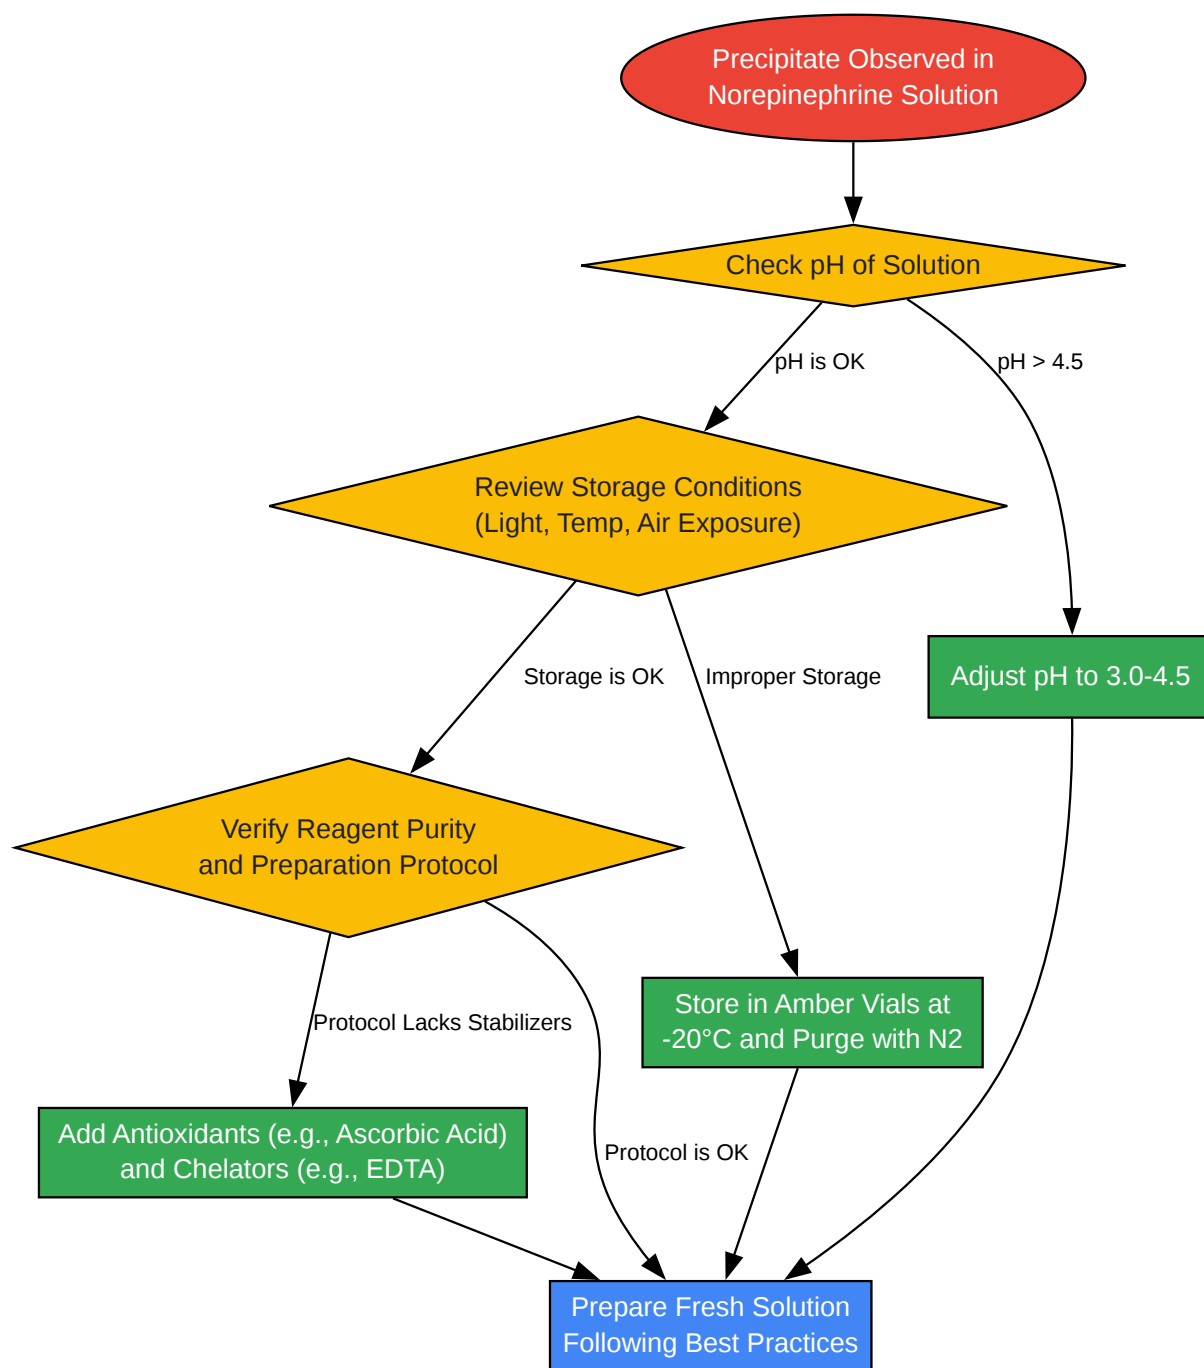 Precipitate Observed in
Norepinephrine Solution
Check pH of Solution
pH is OK
pH > 4.5
Review Storage Conditions
(Light, Temp, Air Exposure)
Storage is OK
Improper Storage
Adjust pH to 3.0-4.5
Verify Reagent Purity
and Preparation Protocol
Protocol Lacks Stabilizers
Store in Amber Vials at
-20°C and Purge with N2
Add Antioxidants (e.g., Ascorbic Acid)
and Chelators (e.g., EDTA)
Protocol is OK
Prepare Fresh Solution
Following Best Practices